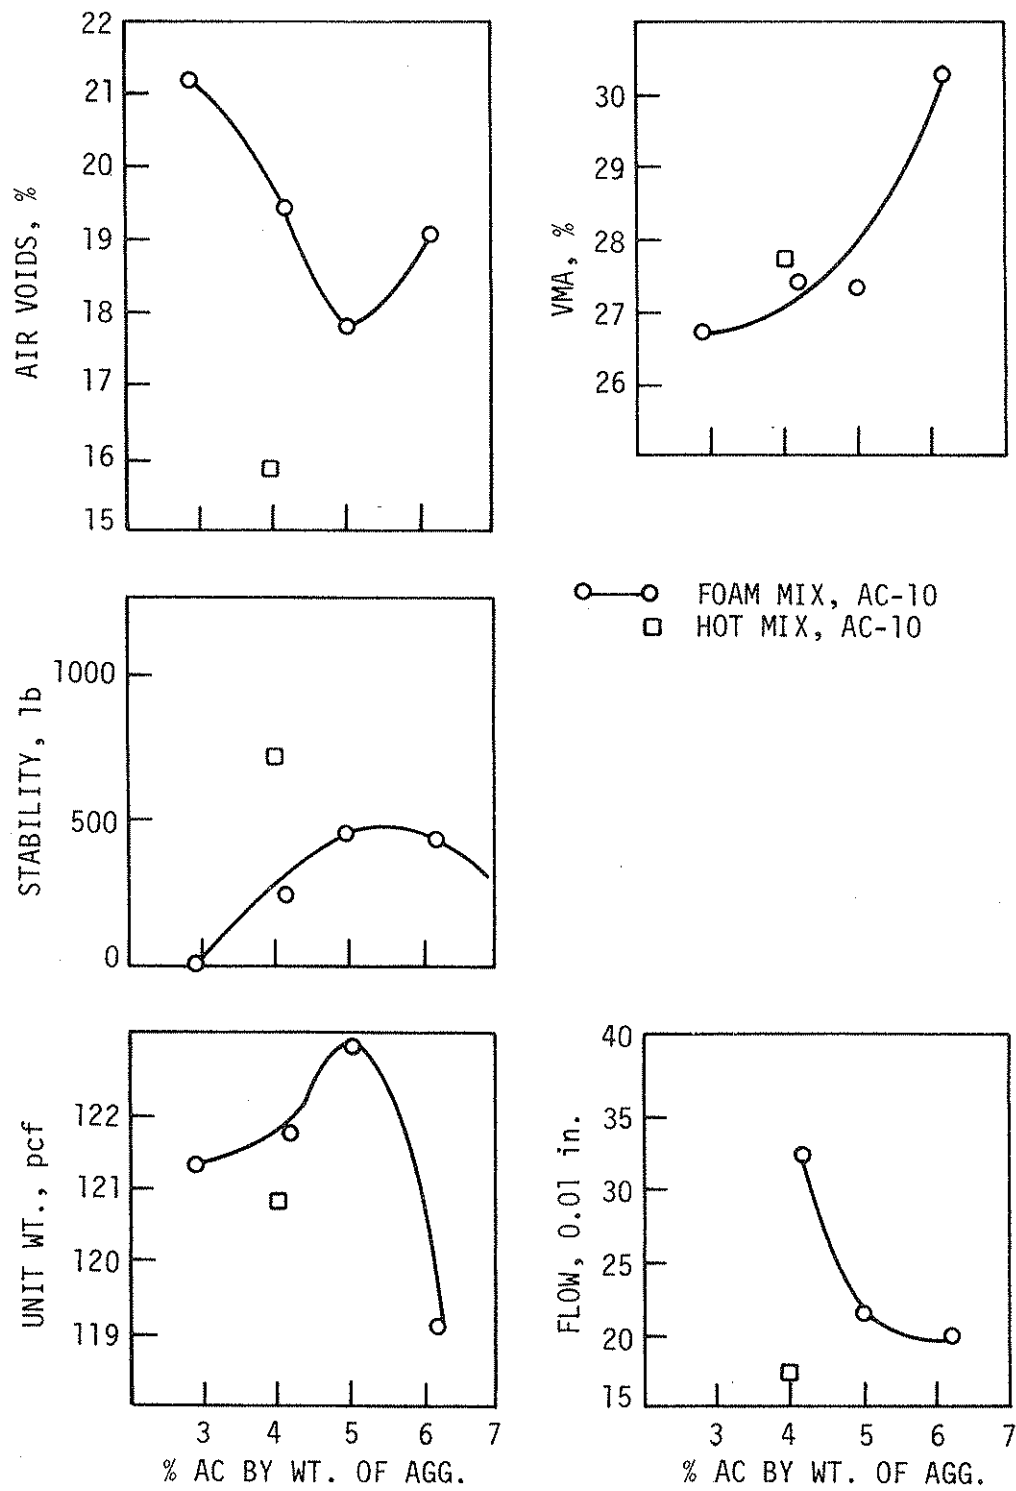 22
21
20
19
18
17
16
15
AIR VOIDS, %
30
29
28
27
26
VMA, %
FOAM MIX, AC-10
HOT MIX, AC-10
1000
500
0
STABILITY, lb
122
121
120
119
UNIT WT., pcf
3 4 5 6 7
% AC BY WT. OF AGG.
40
35
30
25
20
15
FLOW, 0.01 in.
3 4 5 6 7
% AC BY WT. OF AGG.